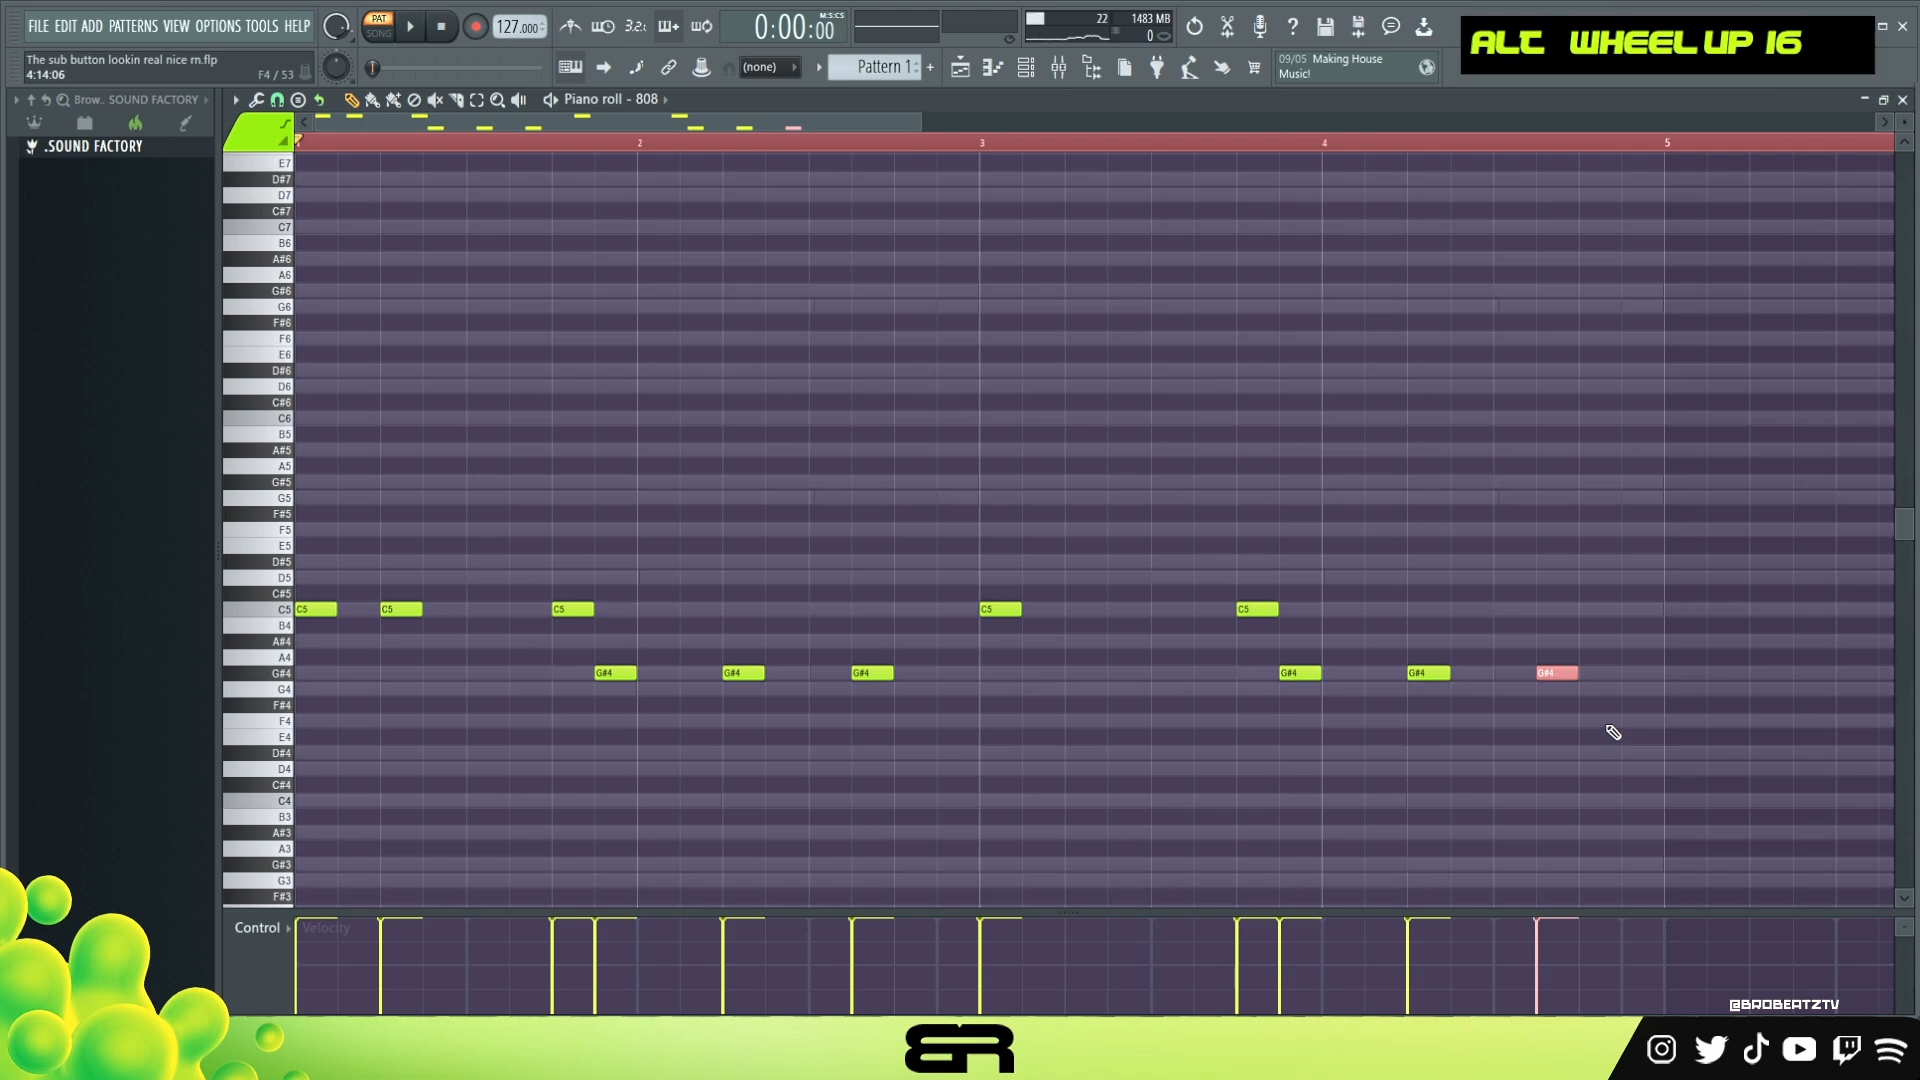 FILE EDIT ADD PATTERNS VIEW OPTIONS TOOLS HELP
PAT
SONG
127.000
3.2:
0:00:00
M:S:CS
22
1483 MB
0
ALT WHEEL UP 16
The sub button lookin real nice rn.flp
4:14:06
F4 / 53
(none)
Pattern 1
+
09/05 Making House
Music!
Brow.. SOUND FACTORY
Piano roll - 808
.SOUND FACTORY
2
3
4
5
E7
D#7
D7
C#7
C7
B6
A#6
A6
G#6
G6
F#6
F6
E6
D#6
D6
C#6
C6
B5
A#5
A5
G#5
G5
F#5
F5
E5
D#5
D5
C#5
C5
C5
C5
C5
C5
C5
B4
A#4
A4
G#4
G#4
G#4
G#4
G#4
G#4
G#4
G4
F#4
F4
E4
D#4
D4
C#4
C4
B3
A#3
A3
G#3
G3
F#3
Control
Velocity
@BROBEATZTV
BR